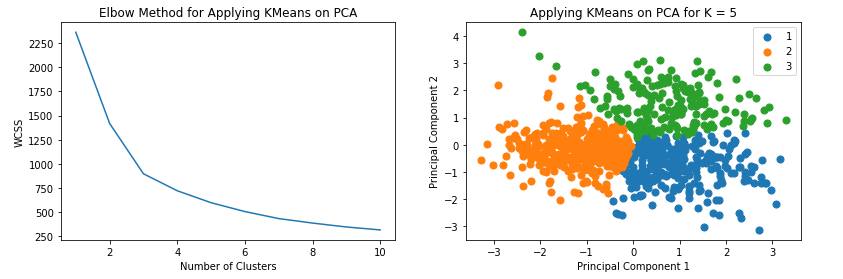 Elbow Method for Applying KMeans on PCA
2250
2000
1750
1500
1250
1000
750
500
250
WCSS
2 4 6 8 10
Number of Clusters
Applying KMeans on PCA for K = 5
4
3
2
1
0
−1
−2
−3
Principal Component 2
1
2
3
−3 −2 −1 0 1 2 3
Principal Component 1